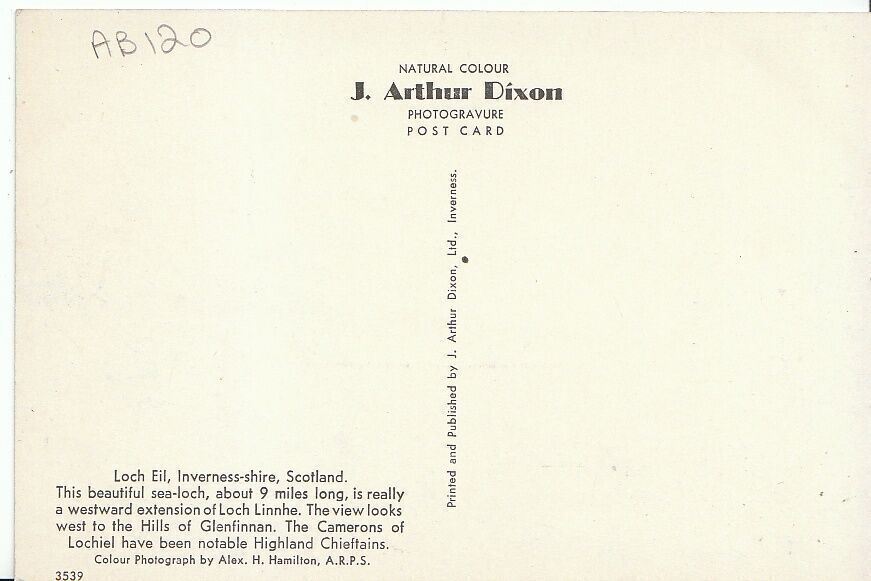 AB120
NATURAL COLOUR
J. Arthur Dixon
PHOTOGRAVURE
POST CARD
Printed and Published by J. Arthur Dixon, Ltd., Inverness.
Loch Eil, Inverness-shire, Scotland.
This beautiful sea-loch, about 9 miles long, is really
a westward extension of Loch Linnhe. The view looks
west to the Hills of Glenfinnan. The Camerons of
Lochiel have been notable Highland Chieftains.
Colour Photograph by Alex. H. Hamilton, A.R.P.S.
3539